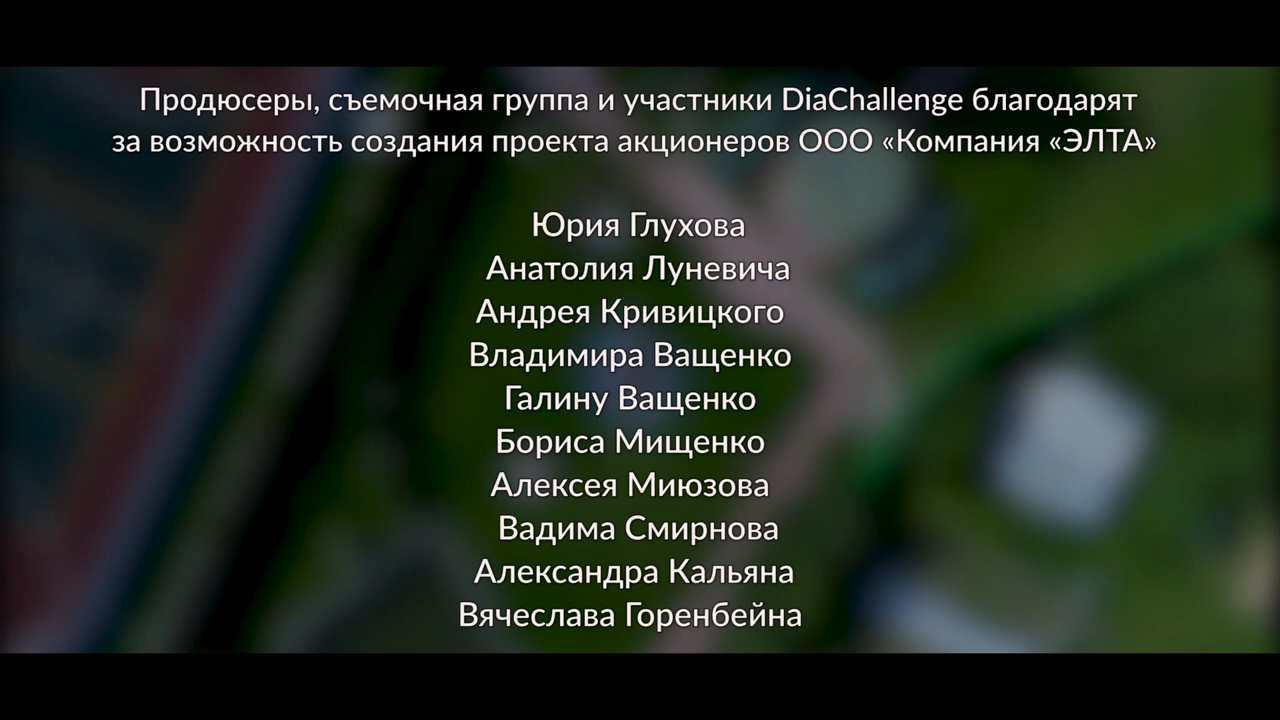 Продюсеры, съемочная группа и участники DiaChallenge благодарят
за возможность создания проекта акционеров ООО «Компания «ЭЛТА»
Юрия Глухова
Анатолия Луневича
Андрея Кривицкого
Владимира Ващенко
Галину Ващенко
Бориса Мищенко
Алексея Миюзова
Вадима Смирнова
Александра Кальяна
Вячеслава Горенбейна